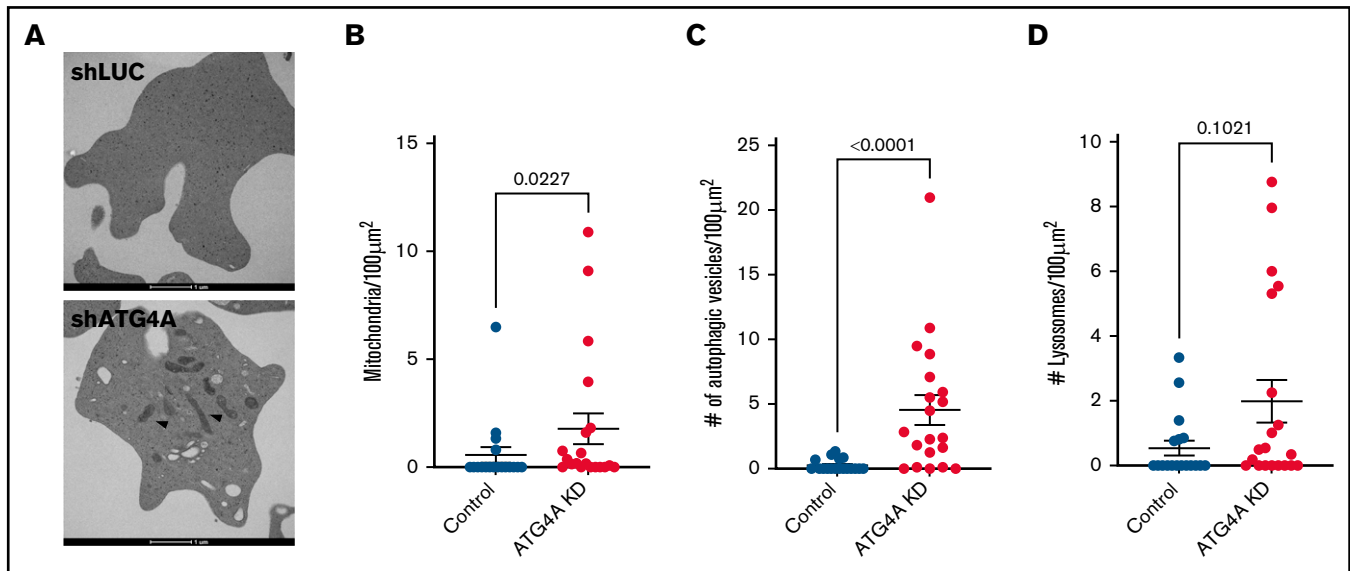 A
shLUC
1 um
shATG4A
1 um
B
Mitochondria/100μm²
15
10
5
0
0.0227
Control
ATG4A KD
C
# of autophagic vesicles/100μm²
25
20
15
10
5
0
<0.0001
Control
ATG4A KD
D
# Lysosomes/100μm²
10
8
6
4
2
0
0.1021
Control
ATG4A KD